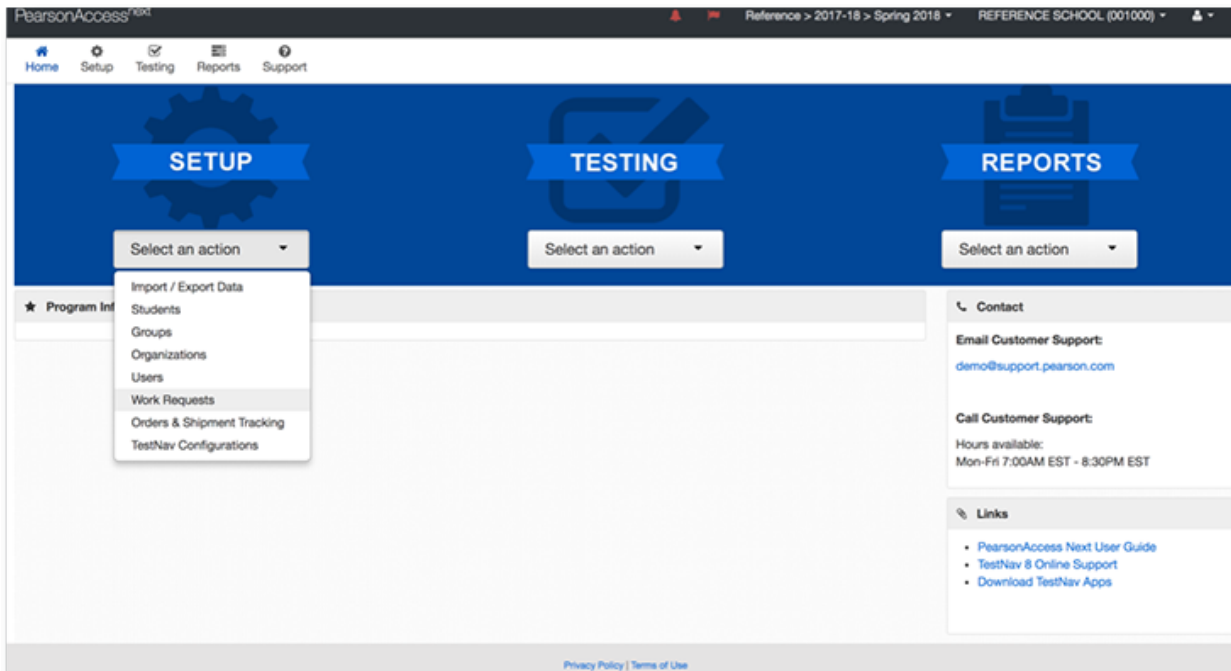 PearsonAccessnext
Reference > 2017-18 > Spring 2018
REFERENCE SCHOOL (001000)
Home
Setup
Testing
Reports
Support
SETUP
TESTING
REPORTS
Select an action
Select an action
Select an action
Import / Export Data
Students
Groups
Organizations
Users
Work Requests
Orders & Shipment Tracking
TestNav Configurations
Program Inf
Contact
Email Customer Support:
demo@support.pearson.com
Call Customer Support:
Hours available:
Mon-Fri 7:00AM EST - 8:30PM EST
Links
PearsonAccess Next User Guide
TestNav 8 Online Support
Download TestNav Apps
Privacy Policy | Terms of Use